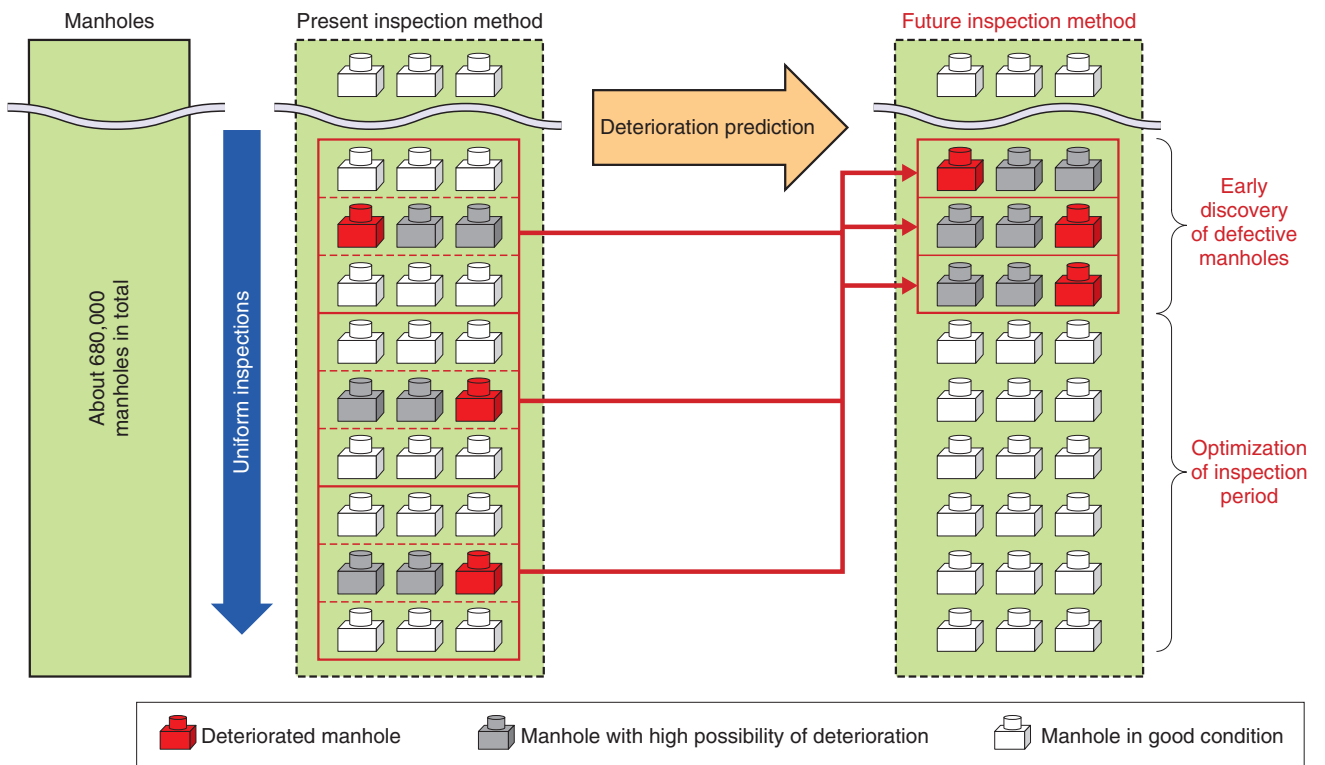 Manholes
Present inspection method
Future inspection method
Deterioration prediction
About 680,000
manholes in total
Uniform inspections
Early
discovery
of defective
manholes
Optimization
of inspection
period
Deteriorated manhole
Manhole with high possibility of deterioration
Manhole in good condition